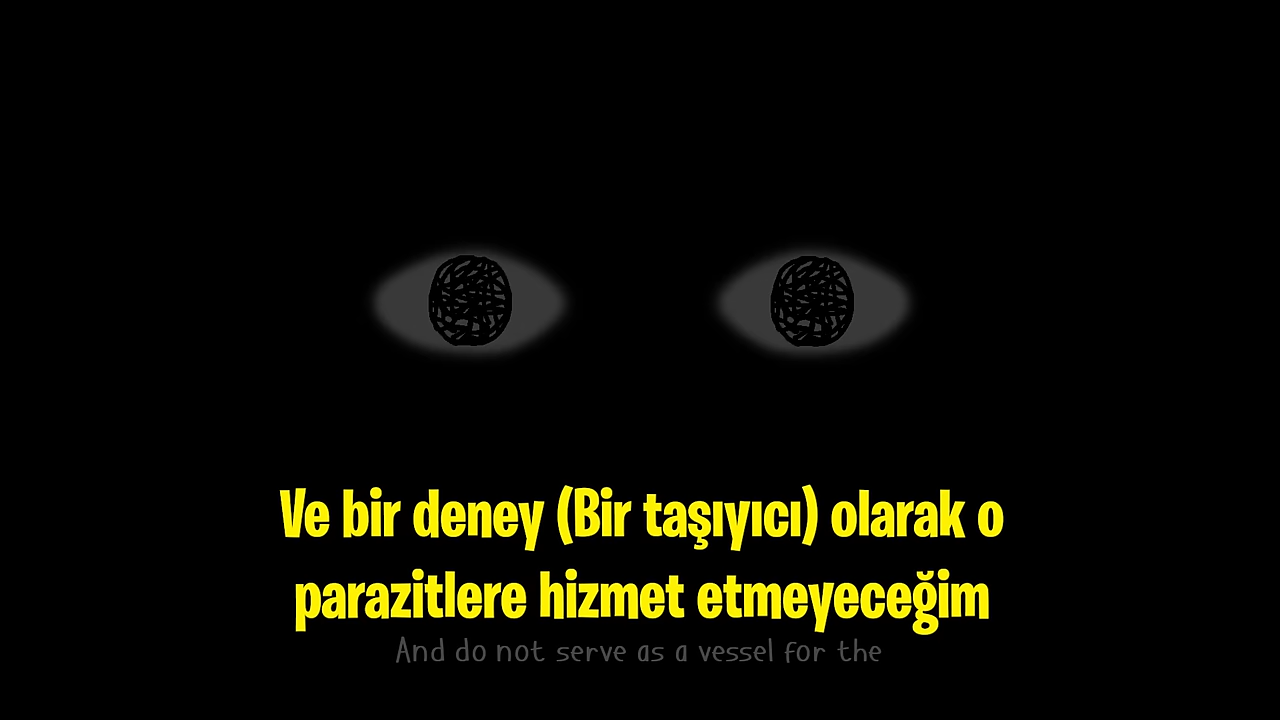 Ve bir deney (Bir taşıyıcı) olarak o
parazitlere hizmet etmeyeceğim
And do not serve as a vessel for the